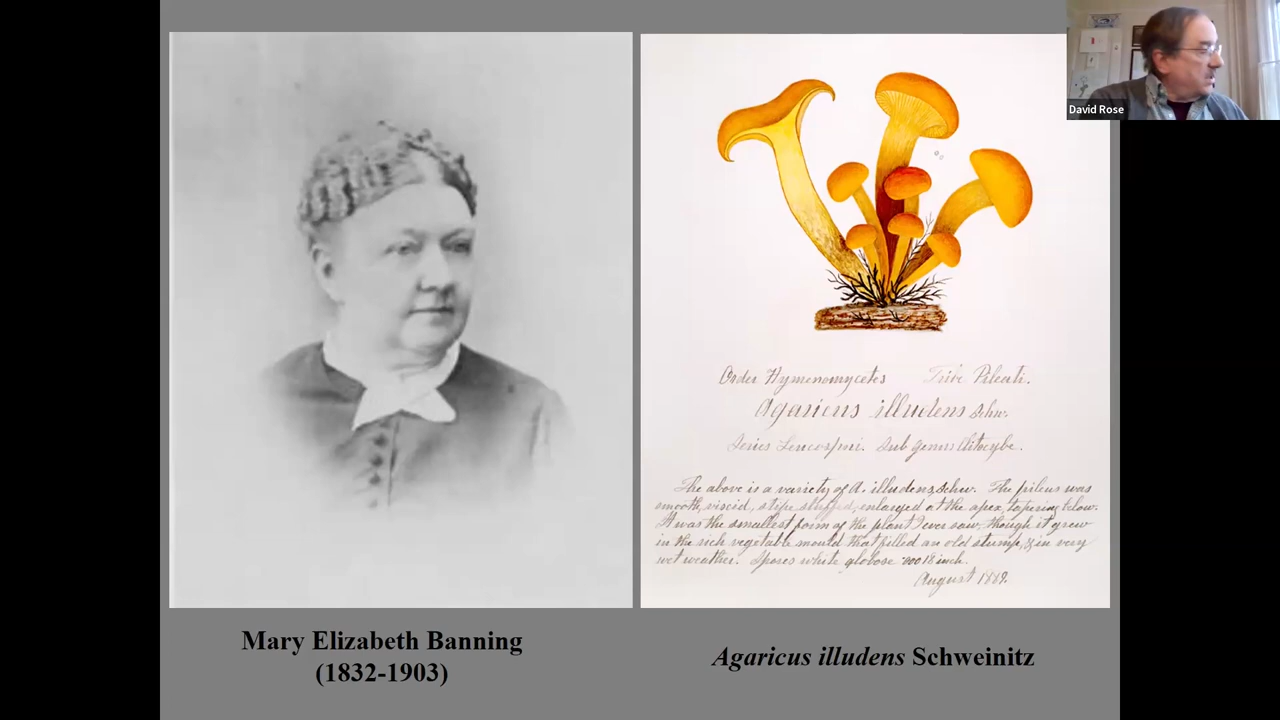 David Rose
Order Hymenomycetes Tribe Pileati.
Agaricus illudens Schw.
Series Leucospori. Sub genus Clitocybe.
The above is a variety of A. illudens, Schw. The pileus was
smooth, viscid, stipe stuffed, enlarged at the apex, tapering below.
It was the smallest form of the plant I ever saw, though it grew
in the rich vegetable mould that filled an old stump, & in very
wet weather. Spores white globose inch.
August 1889.
Mary Elizabeth Banning
(1832-1903)
Agaricus illudens Schweinitz